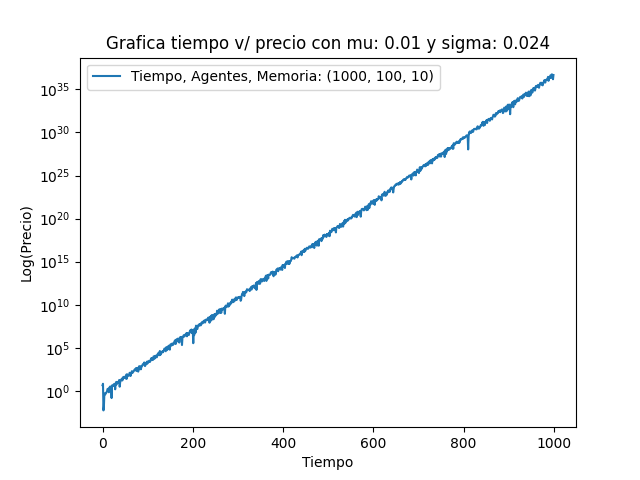 Grafica tiempo v/ precio con mu: 0.01 y sigma: 0.024
Tiempo, Agentes, Memoria: (1000, 100, 10)
10^35
10^30
10^25
10^20
10^15
10^10
10^5
10^0
Log(Precio)
0 200 400 600 800 1000
Tiempo